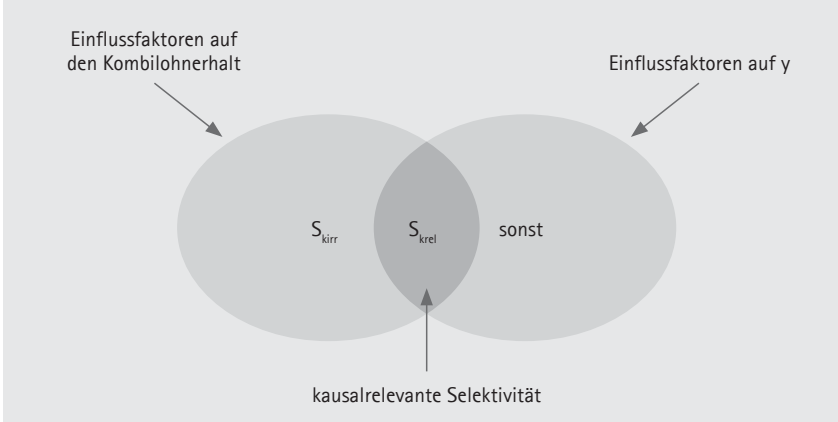 Einflussfaktoren auf
den Kombilohnerhalt
Einflussfaktoren auf y
S_kirr S_krel sonst
kausalrelevante Selektivität